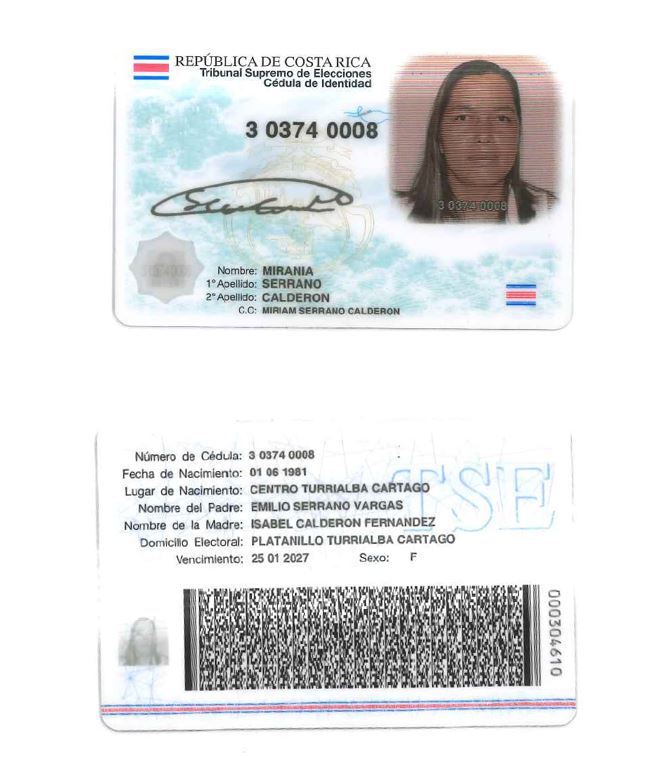 REPÚBLICA DE COSTA RICA
Tribunal Supremo de Elecciones
Cédula de Identidad
3 0374 0008
3 0374 0008
Nombre: MIRANIA
1° Apellido: SERRANO
2° Apellido: CALDERON
C.C: MIRIAM SERRANO CALDERON
Número de Cédula: 3 0374 0008
Fecha de Nacimiento: 01 06 1981
Lugar de Nacimiento: CENTRO TURRIALBA CARTAGO
Nombre del Padre: EMILIO SERRANO VARGAS
Nombre de la Madre: ISABEL CALDERON FERNANDEZ
Domicilio Electoral: PLATANILLO TURRIALBA CARTAGO
Vencimiento: 25 01 2027 Sexo: F
TSE
000304610